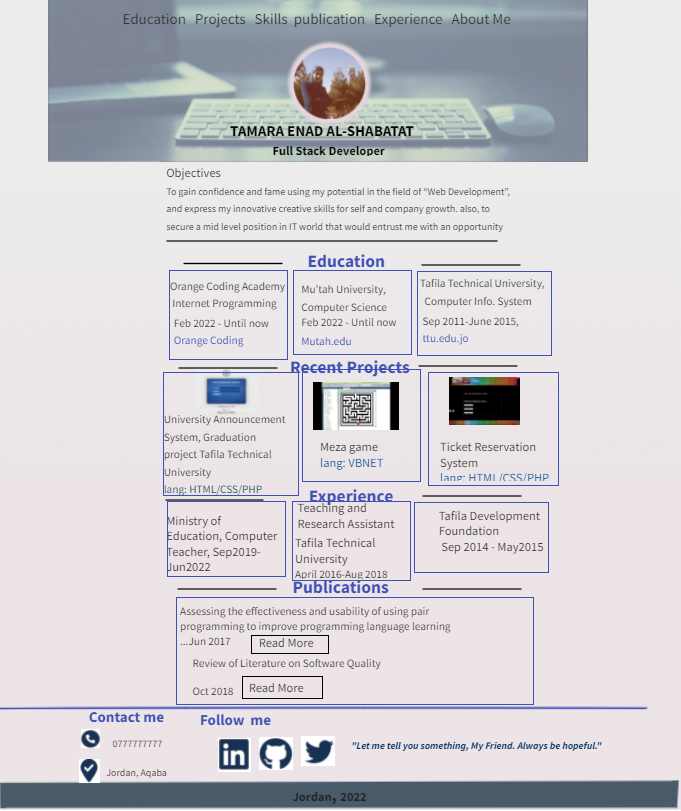 Education Projects Skills publication Experience About Me
TAMARA ENAD AL-SHABATAT
Full Stack Developer
Objectives
To gain confidence and fame using my potential in the field of “Web Development”,
and express my innovative creative skills for self and company growth. also, to
secure a mid level position in IT world that would entrust me with an opportunity
Education
Orange Coding Academy
Internet Programming
Feb 2022 - Until now
Orange Coding
Mu'tah University,
Computer Science
Feb 2022 - Until now
Mutah.edu
Tafila Technical University,
Computer Info. System
Sep 2011-June 2015,
ttu.edu.jo
Recent Projects
University Announcement
System, Graduation
project Tafila Technical
University
lang: HTML/CSS/PHP
Meza game
lang: VBNET
Ticket Reservation
System
lang: HTML/CSS/PHP
Experience
Ministry of
Education, Computer
Teacher, Sep2019-
Jun2022
Teaching and
Research Assistant
Tafila Technical
University
April 2016-Aug 2018
Tafila Development
Foundation
Sep 2014 - May2015
Publications
Assessing the effectiveness and usability of using pair
programming to improve programming language learning
...Jun 2017 Read More
Review of Literature on Software Quality
Oct 2018 Read More
Contact me
0777777777
Jordan, Aqaba
Follow me
in
"Let me tell you something, My Friend. Always be hopeful."
Jordan, 2022